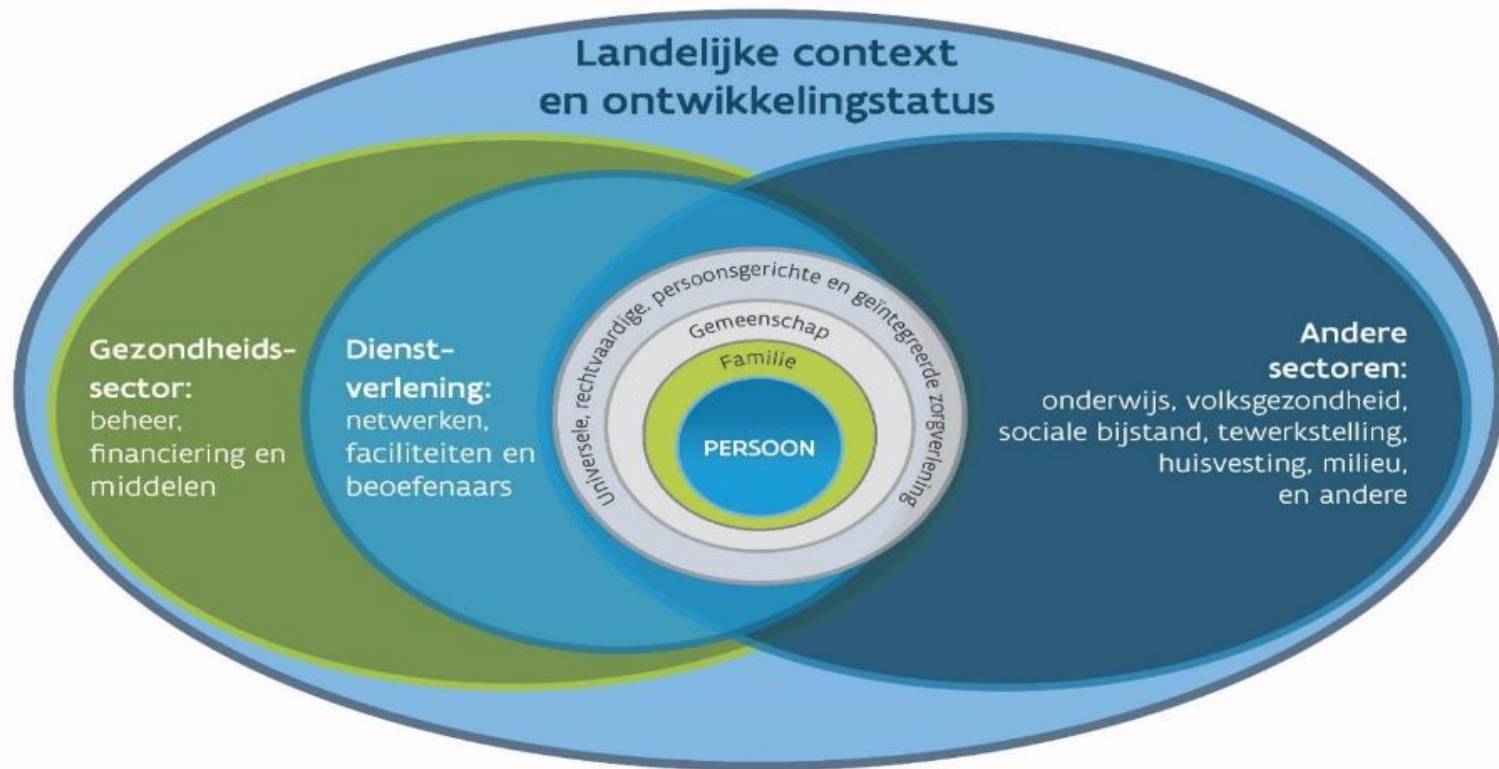 Landelijke context
en ontwikkelingstatus
Gezondheids-
sector:
beheer,
financiering en
middelen
Dienst-
verlening:
netwerken,
faciliteiten en
beoefenaars
Universele, rechtvaardige, persoonsgerichte en geïntegreerde zorgverlening
Gemeenschap
Familie
PERSOON
Andere
sectoren:
onderwijs, volksgezondheid,
sociale bijstand, tewerkstelling,
huisvesting, milieu,
en andere